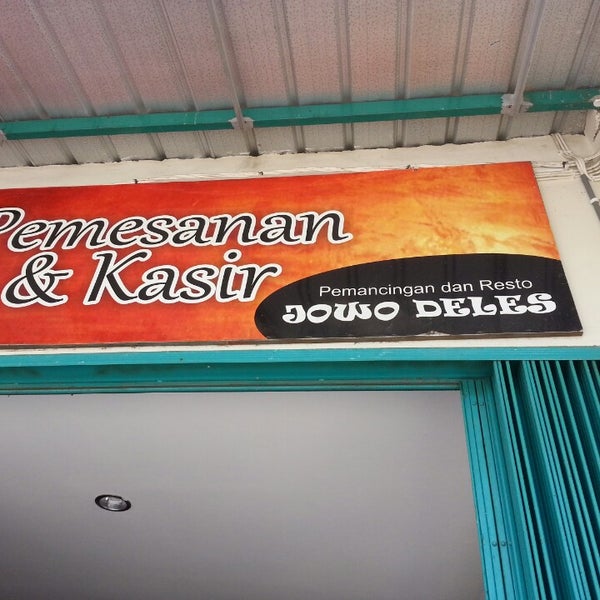 Pemesanan
& Kasir
Pemancingan dan Resto
JOWO DELES